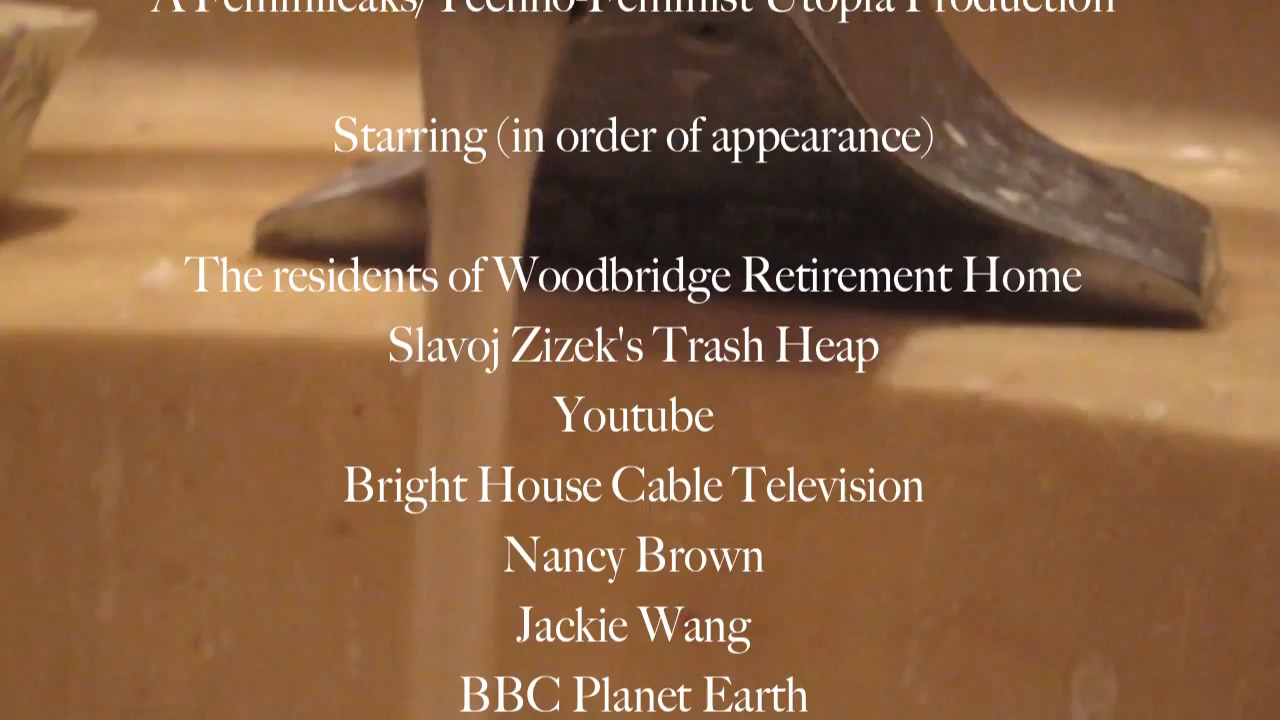 A Feminileaks/Techno-Feminist Utopia Production
Starring (in order of appearance)
The residents of Woodbridge Retirement Home
Slavoj Zizek's Trash Heap
Youtube
Bright House Cable Television
Nancy Brown
Jackie Wang
BBC Planet Earth